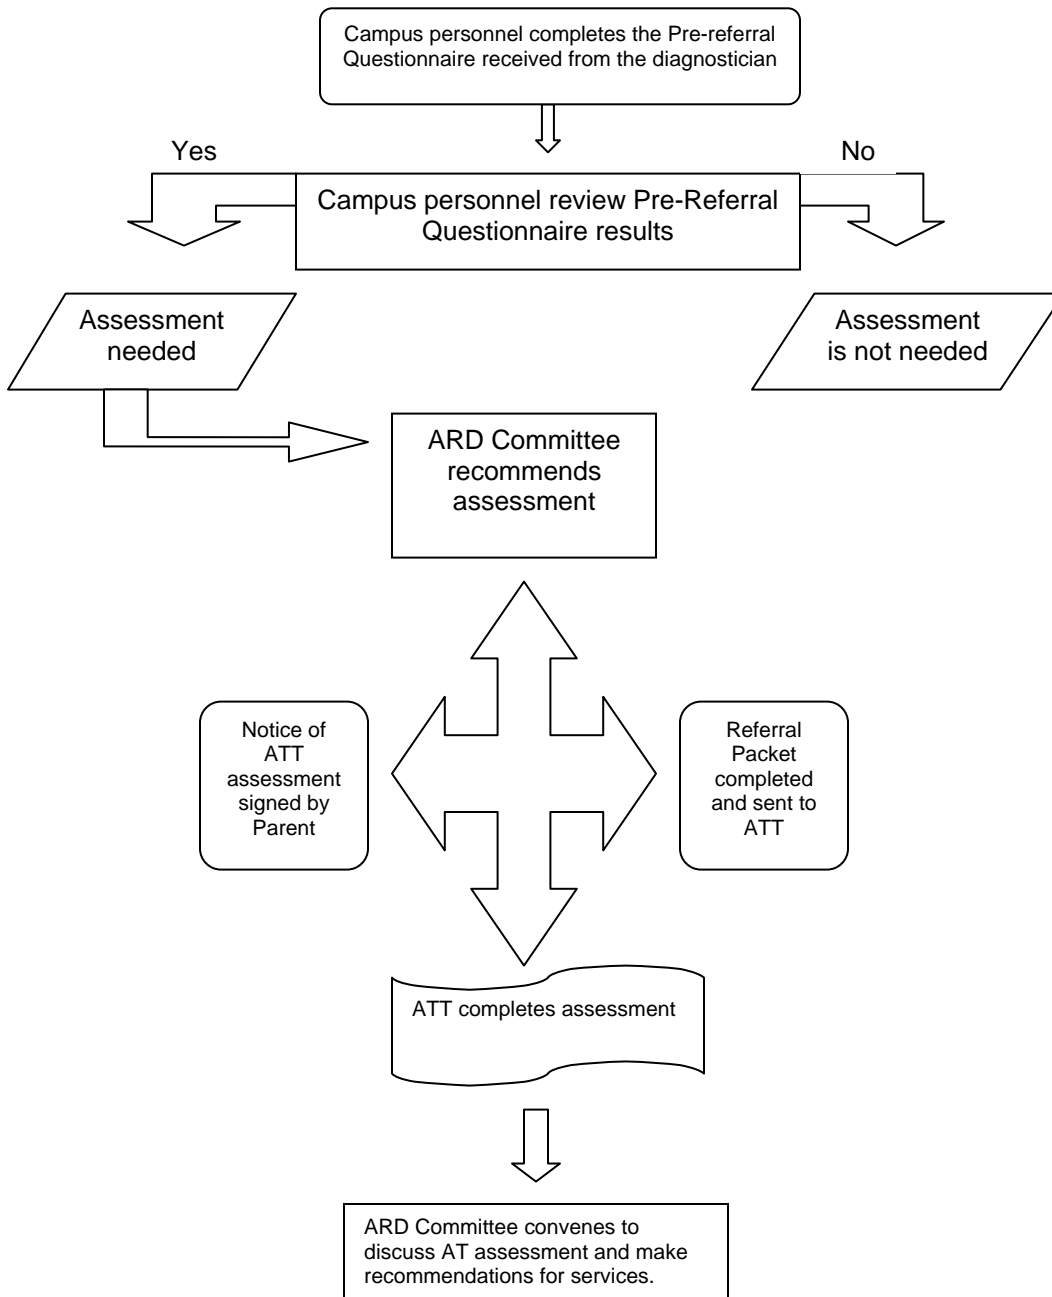 Campus personnel completes the Pre-referral
Questionnaire received from the diagnostician
Yes
No
Campus personnel review Pre-Referral
Questionnaire results
Assessment
needed
Assessment
is not needed
ARD Committee
recommends
assessment
Notice of
ATT
assessment
signed by
Parent
Referral
Packet
completed
and sent to
ATT
ATT completes assessment
ARD Committee convenes to
discuss AT assessment and make
recommendations for services.